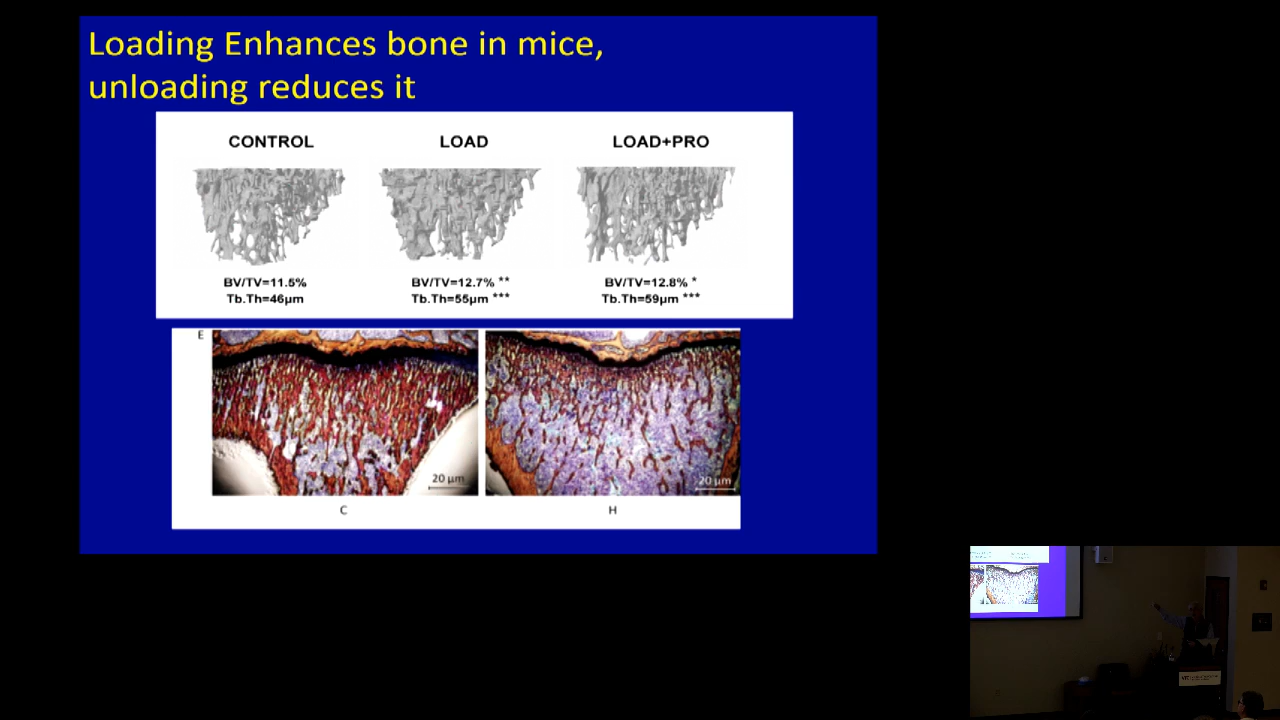 Loading Enhances bone in mice,
unloading reduces it
CONTROL LOAD LOAD+PRO
BV/TV=11.5% BV/TV=12.7% ** BV/TV=12.8% *
Tb.Th=46µm Tb.Th=55µm *** Tb.Th=59µm ***
E
20 µm 20 µm
C H